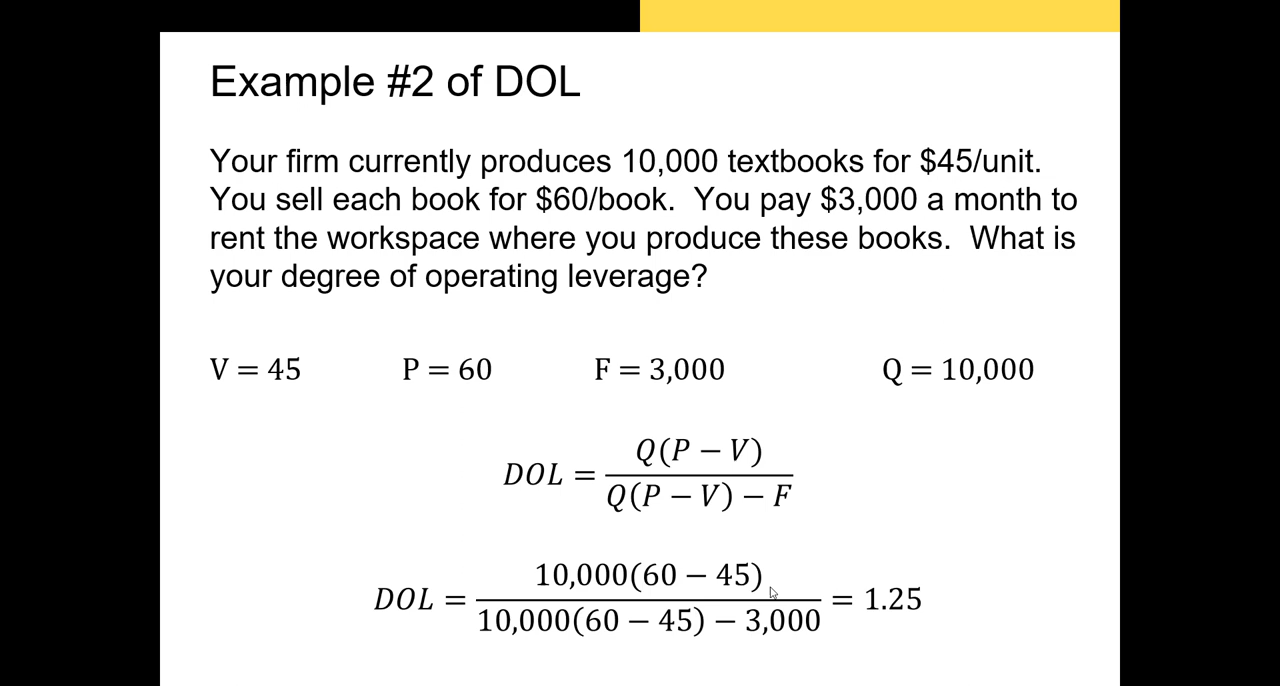 Example #2 of DOL
Your firm currently produces 10,000 textbooks for $45/unit.
You sell each book for $60/book. You pay $3,000 a month to
rent the workspace where you produce these books. What is
your degree of operating leverage?
V = 45 P = 60 F = 3,000 Q = 10,000
DOL = Q(P − V) / Q(P − V) − F
DOL = 10,000(60 − 45) / 10,000(60 − 45) − 3,000 = 1.25